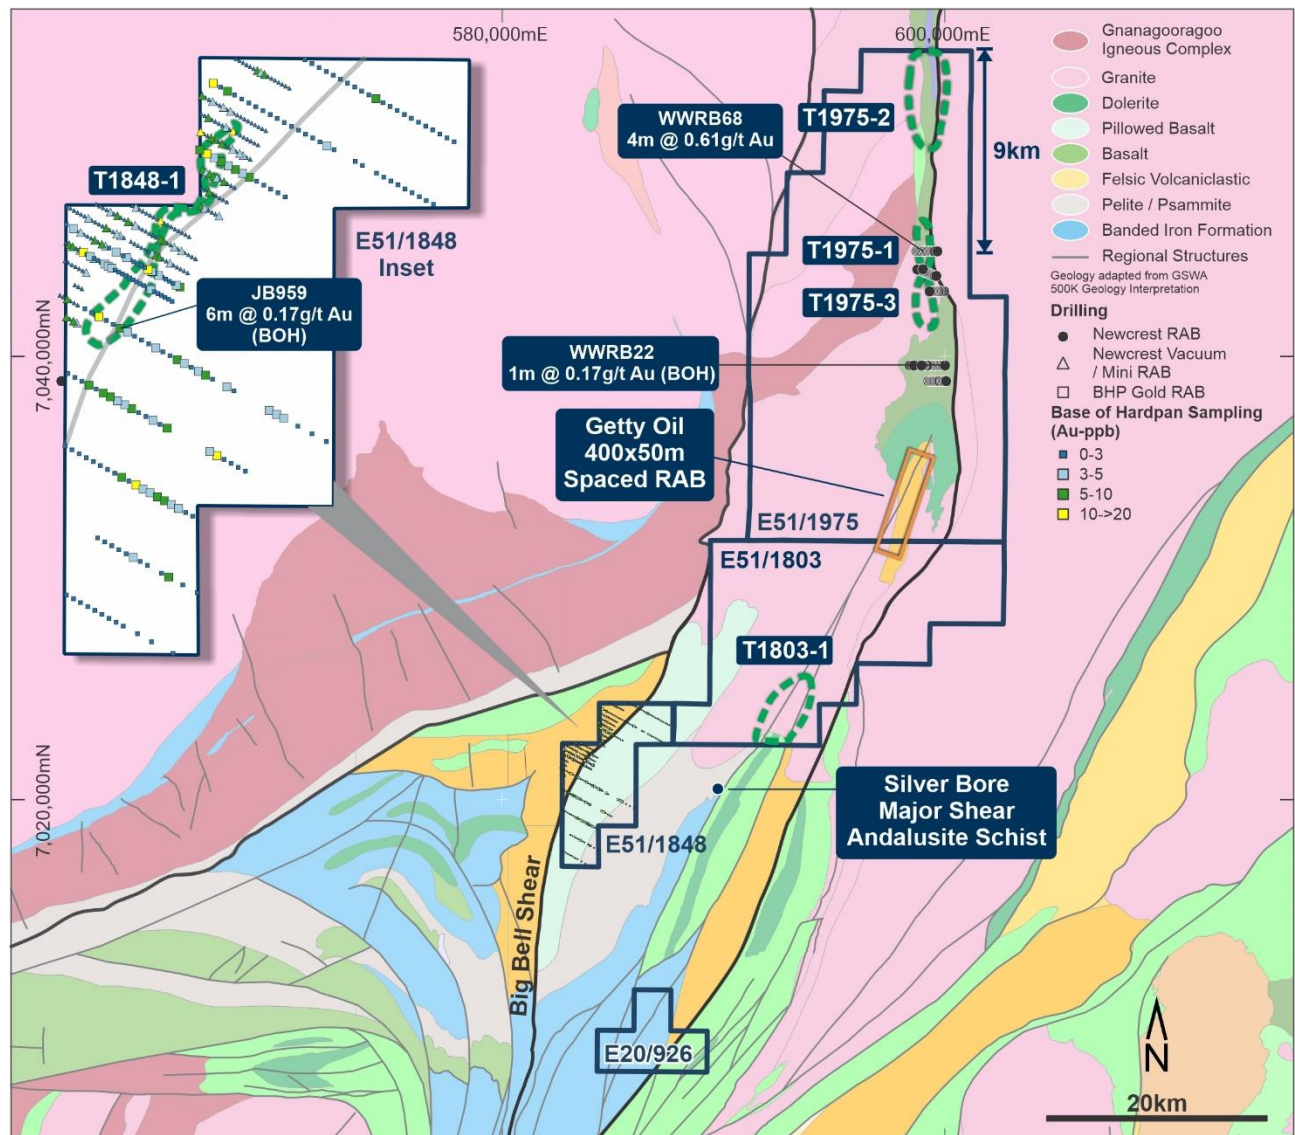 580,000mE
600,000mE
7,040,000mN
7,020,000mN
T1848-1
E51/1848
Inset
JB959
6m @ 0.17g/t Au
(BOH)
WWRB68
4m @ 0.61g/t Au
T1975-2
9km
T1975-1
T1975-3
WWRB22
1m @ 0.17g/t Au (BOH)
Getty Oil
400x50m
Spaced RAB
E51/1975
E51/1803
T1803-1
Silver Bore
Major Shear
Andalusite Schist
E51/1848
Big Bell Shear
E20/926
Gnanagooragoo
Igneous Complex
Granite
Dolerite
Pillowed Basalt
Basalt
Felsic Volcaniclastic
Pelite / Psammite
Banded Iron Formation
Regional Structures
Geology adapted from GSWA
500K Geology Interpretation
Drilling
Newcrest RAB
Newcrest Vacuum
/ Mini RAB
BHP Gold RAB
Base of Hardpan Sampling
(Au-ppb)
0-3
3-5
5-10
10->20
N
20km